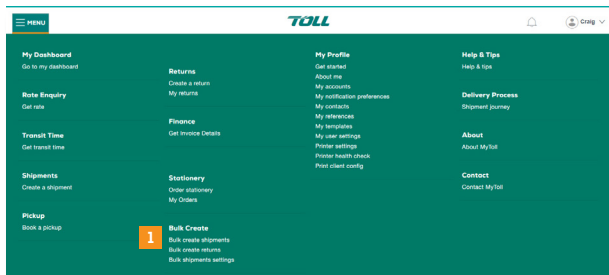 MENU
TOLL
Craig
My Dashboard
Go to my dashboard
Rate Enquiry
Get rate
Transit Time
Get transit time
Shipments
Create a shipment
Pickup
Book a pickup
Returns
Create a return
My returns
Finance
Get Invoice Details
Stationery
Order stationery
My Orders
1
Bulk Create
Bulk create shipments
Bulk create returns
Bulk shipments settings
My Profile
Get started
About me
My accounts
My notification preferences
My contacts
My references
My templates
My user settings
Printer settings
Printer health check
Print client config
Help & Tips
Help & tips
Delivery Process
Shipment journey
About
About MyToll
Contact
Contact MyToll